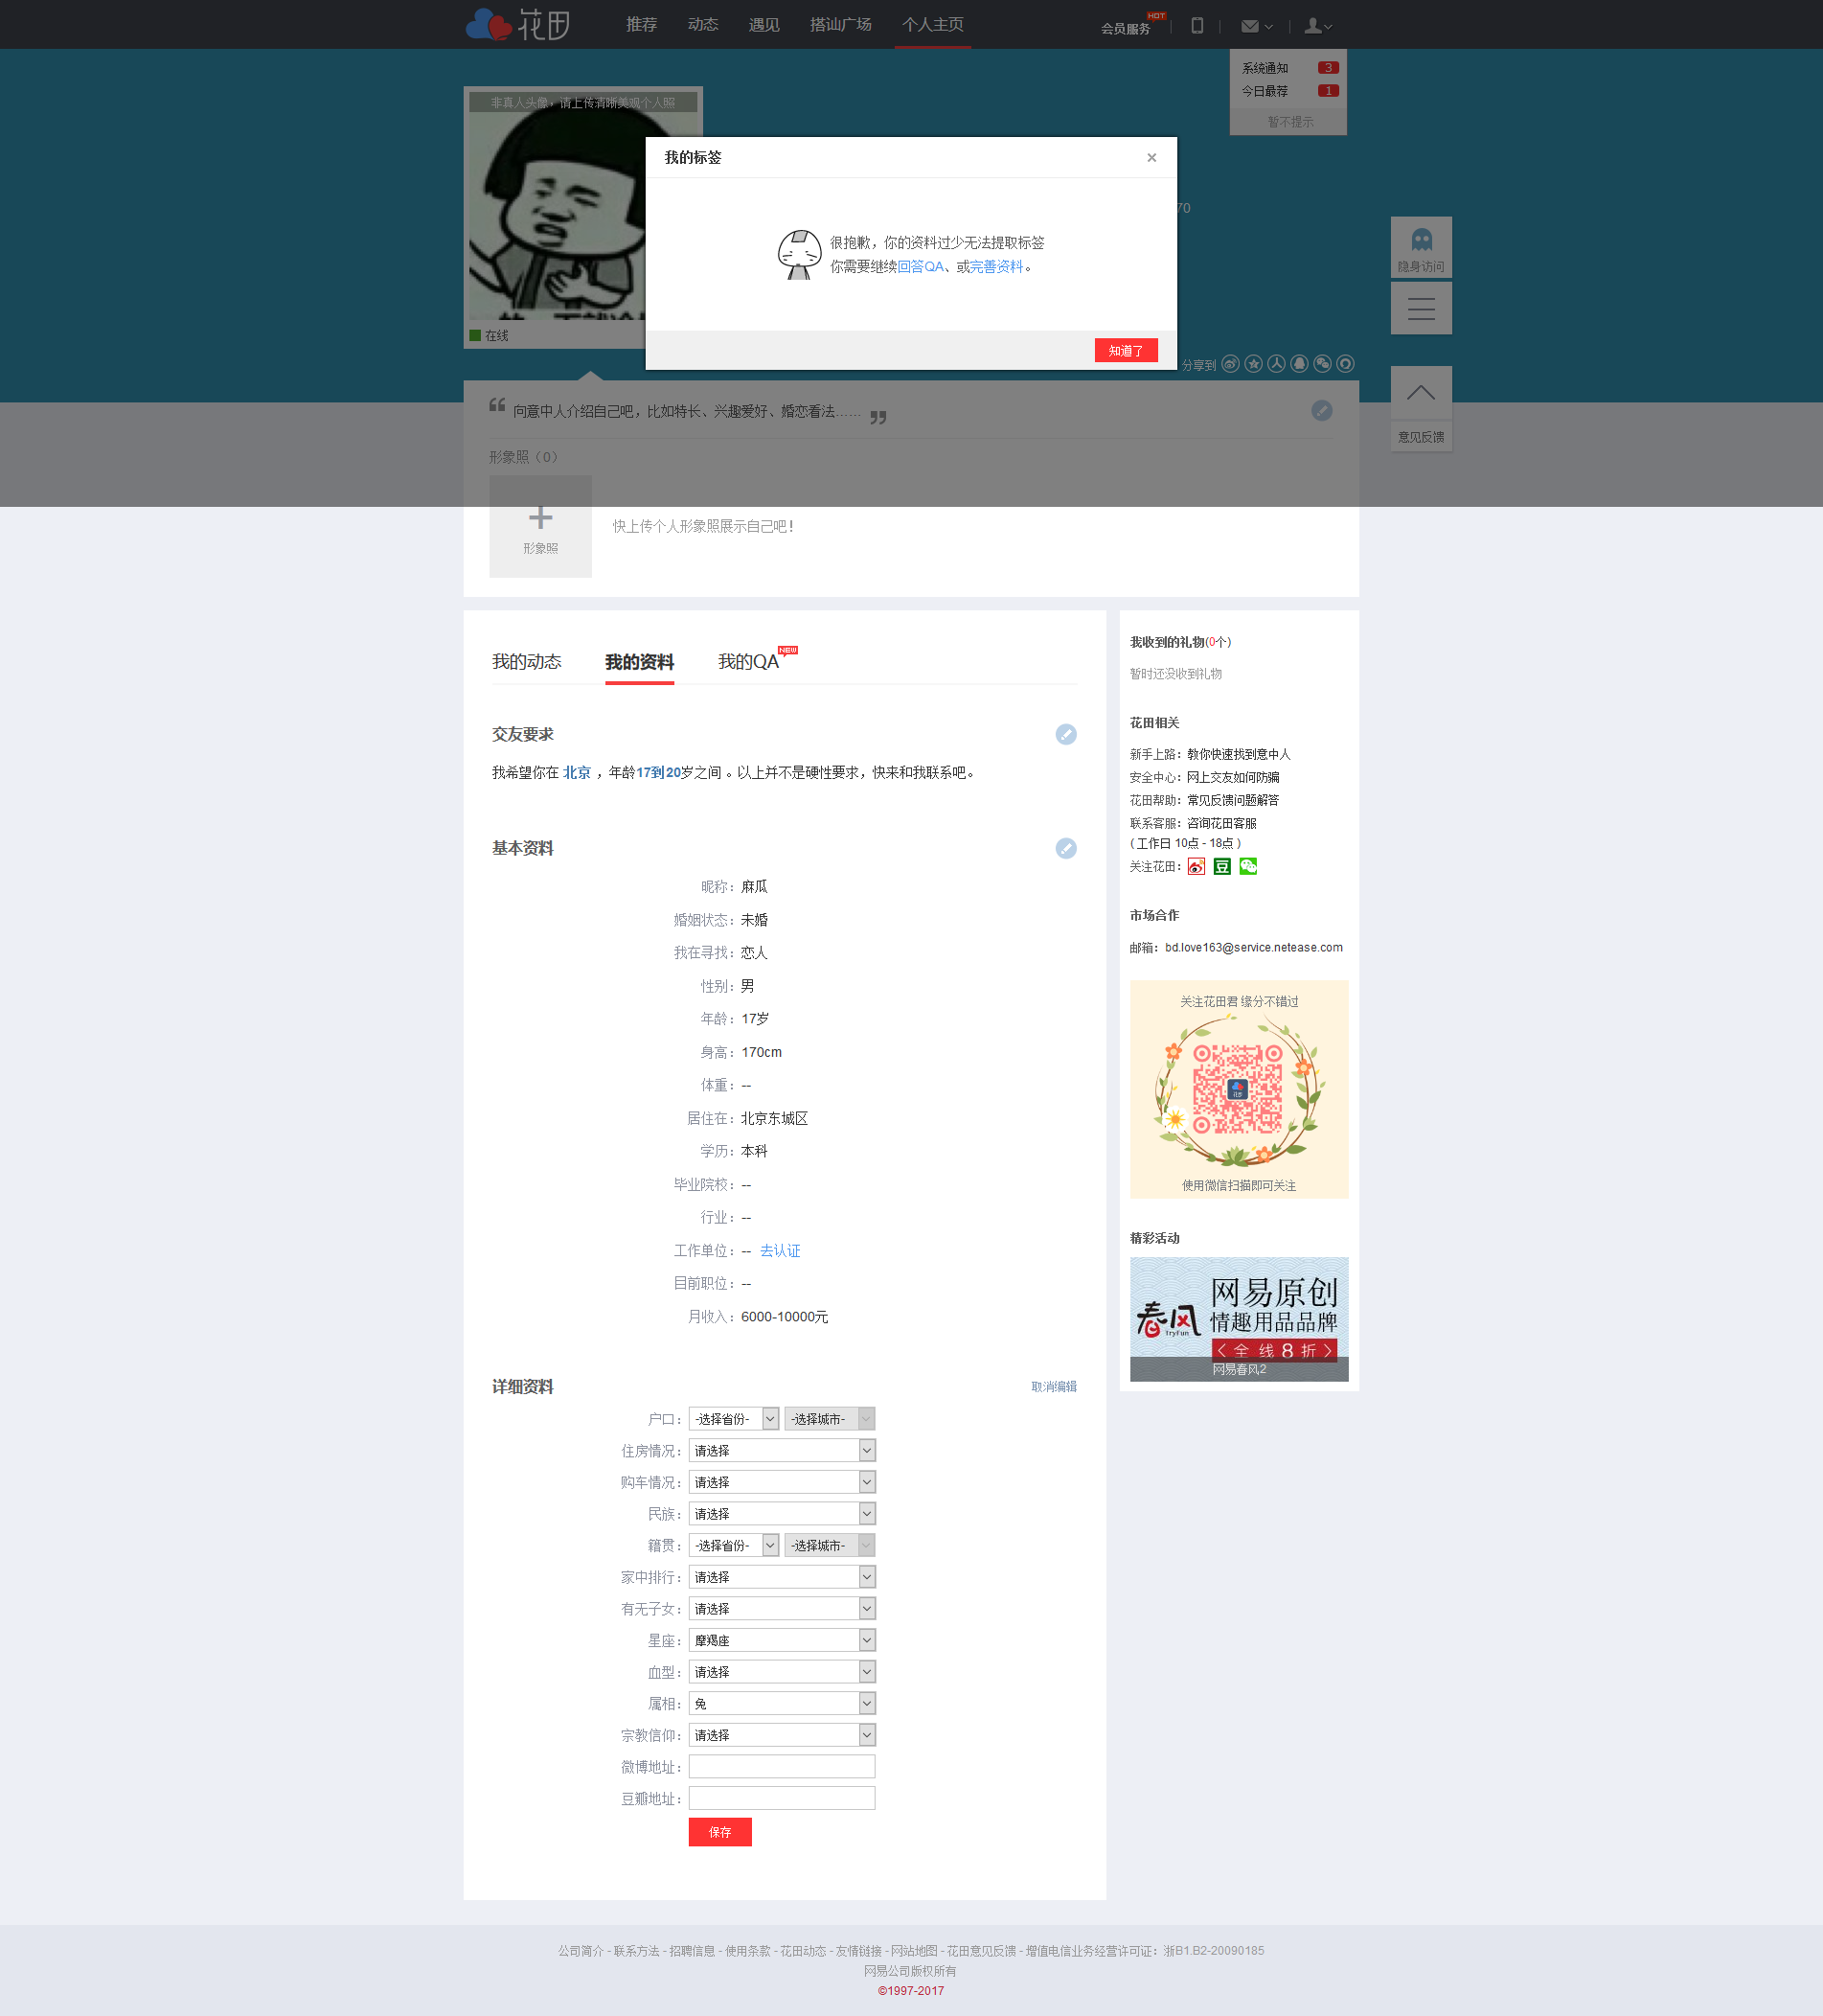 花田
推荐 动态 遇见 搭讪广场 个人主页
会员服务 HOT
系统通知 3
今日最荐 1
暂不提示
非真人头像，请上传清晰美观个人照
我的标签 ×
70
很抱歉，你的资料过少无法提取标签
你需要继续回答QA、或完善资料。
隐身访问
在线
知道了
分享到
向意中人介绍自己吧，比如特长、兴趣爱好、婚恋看法……
意见反馈
形象照（0）
快上传个人形象照展示自己吧！
形象照
我的动态 我的资料 我的QA NEW
交友要求
我希望你在 北京 ，年龄17到20岁之间 。以上并不是硬性要求，快来和我联系吧。
基本资料
昵称：麻瓜
婚姻状态：未婚
我在寻找：恋人
性别：男
年龄：17岁
身高：170cm
体重：--
居住在：北京东城区
学历：本科
毕业院校：--
行业：--
工作单位：-- 去认证
目前职位：--
月收入：6000-10000元
详细资料 取消编辑
户口：-选择省份- -选择城市-
住房情况：请选择
购车情况：请选择
民族：请选择
籍贯：-选择省份- -选择城市-
家中排行：请选择
有无子女：请选择
星座：摩羯座
血型：请选择
属相：兔
宗教信仰：请选择
微博地址：
豆瓣地址：
保存
我收到的礼物(0个)
暂时还没收到礼物
花田相关
新手上路：教你快速找到意中人
安全中心：网上交友如何防骗
花田帮助：常见反馈问题解答
联系客服：咨询花田客服
( 工作日 10点 - 18点 )
关注花田：豆
市场合作
邮箱：bd.love163@service.netease.com
关注花田君 缘分不错过
花田
使用微信扫描即可关注
精彩活动
网易原创
情趣用品品牌
春风
TryFun
<全线8折>
网易春风2
公司简介 - 联系方法 - 招聘信息 - 使用条款 - 花田动态 - 友情链接 - 网站地图 - 花田意见反馈 - 增值电信业务经营许可证：浙B1.B2-20090185
网易公司版权所有
©1997-2017